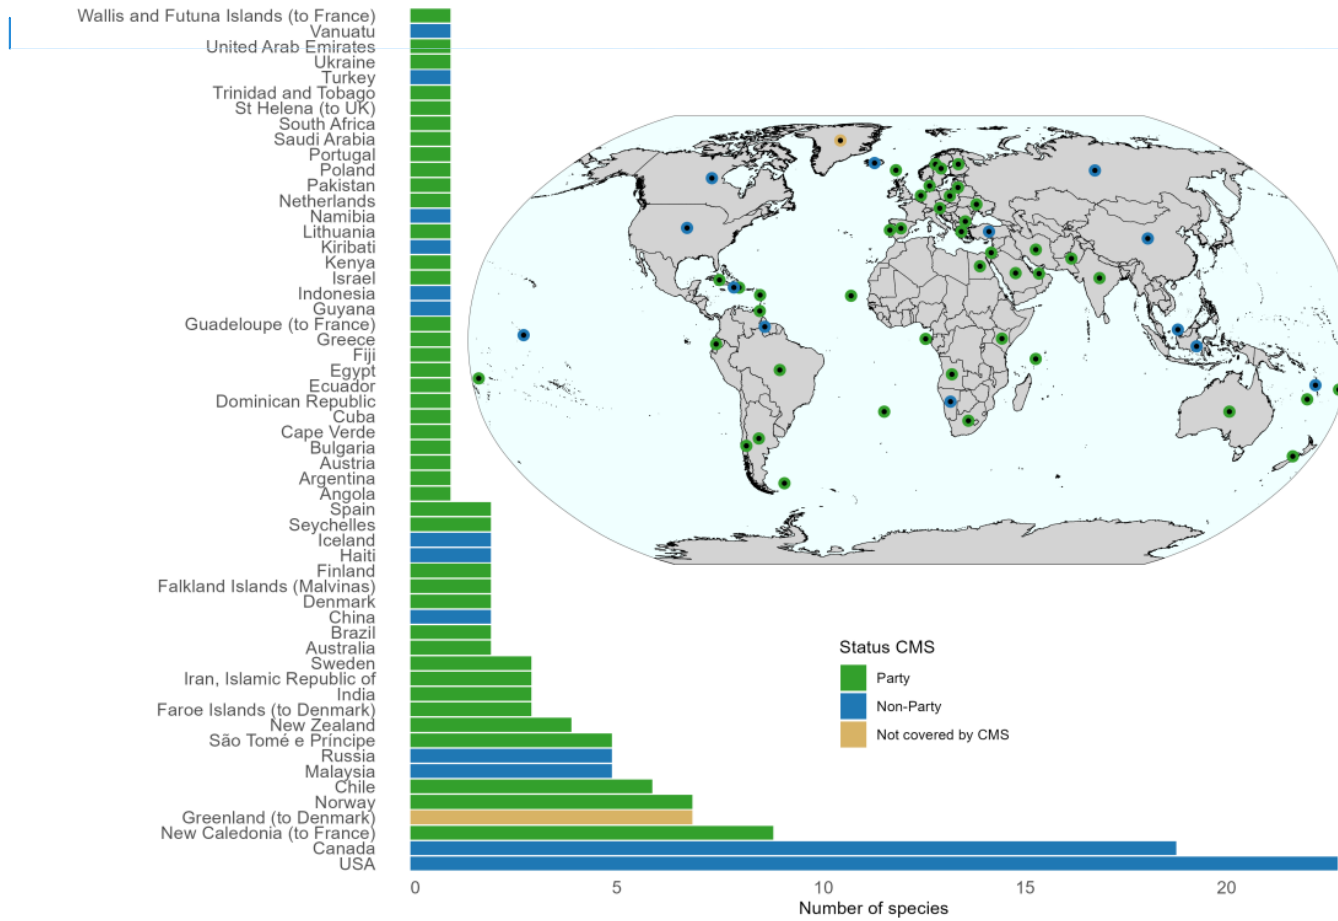 Wallis and Futuna Islands (to France)
Vanuatu
United Arab Emirates
Ukraine
Turkey
Trinidad and Tobago
St Helena (to UK)
South Africa
Saudi Arabia
Portugal
Poland
Pakistan
Netherlands
Namibia
Lithuania
Kiribati
Kenya
Israel
Indonesia
Guyana
Guadeloupe (to France)
Greece
Fiji
Egypt
Ecuador
Dominican Republic
Cuba
Cape Verde
Bulgaria
Austria
Argentina
Angola
Spain
Seychelles
Iceland
Haiti
Finland
Falkland Islands (Malvinas)
Denmark
China
Brazil
Australia
Sweden
Iran, Islamic Republic of
India
Faroe Islands (to Denmark)
New Zealand
São Tomé e Príncipe
Russia
Malaysia
Chile
Norway
Greenland (to Denmark)
New Caledonia (to France)
Canada
USA
Status CMS
Party
Non-Party
Not covered by CMS
0 5 10 15 20
Number of species